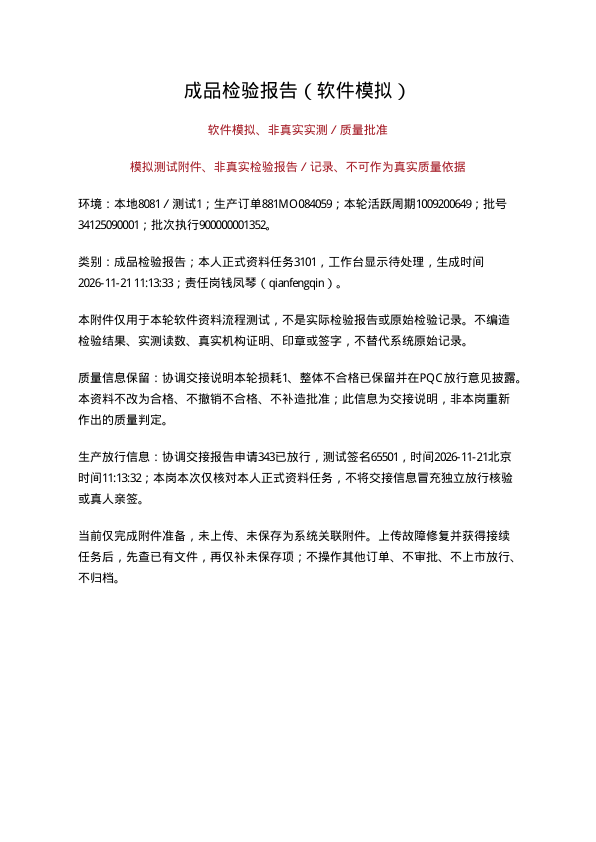 成品检验报告（软件模拟）
软件模拟、非真实实测 / 质量批准
模拟测试附件、非真实检验报告 / 记录、不可作为真实质量依据
环境：本地8081 / 测试1；生产订单881MO084059；本轮活跃周期1009200649；批号
34125090001；批次执行900000001352。
类别：成品检验报告；本人正式资料任务3101，工作台显示待处理，生成时间
2026-11-21 11:13:33；责任岗钱凤琴（qianfengqin）。
本附件仅用于本轮软件资料流程测试，不是实际检验报告或原始检验记录。不编造
检验结果、实测读数、真实机构证明、印章或签字，不替代系统原始记录。
质量信息保留：协调交接说明本轮损耗1、整体不合格已保留并在PQC放行意见披露。
本资料不改为合格、不撤销不合格、不补造批准；此信息为交接说明，非本岗重新
作出的质量判定。
生产放行信息：协调交接报告申请343已放行，测试签名65501，时间2026-11-21北京
时间11:13:32；本岗本次仅核对本人正式资料任务，不将交接信息冒充独立放行核验
或真人亲签。
当前仅完成附件准备，未上传、未保存为系统关联附件。上传故障修复并获得接续
任务后，先查已有文件，再仅补未保存项；不操作其他订单、不审批、不上市放行、
不归档。